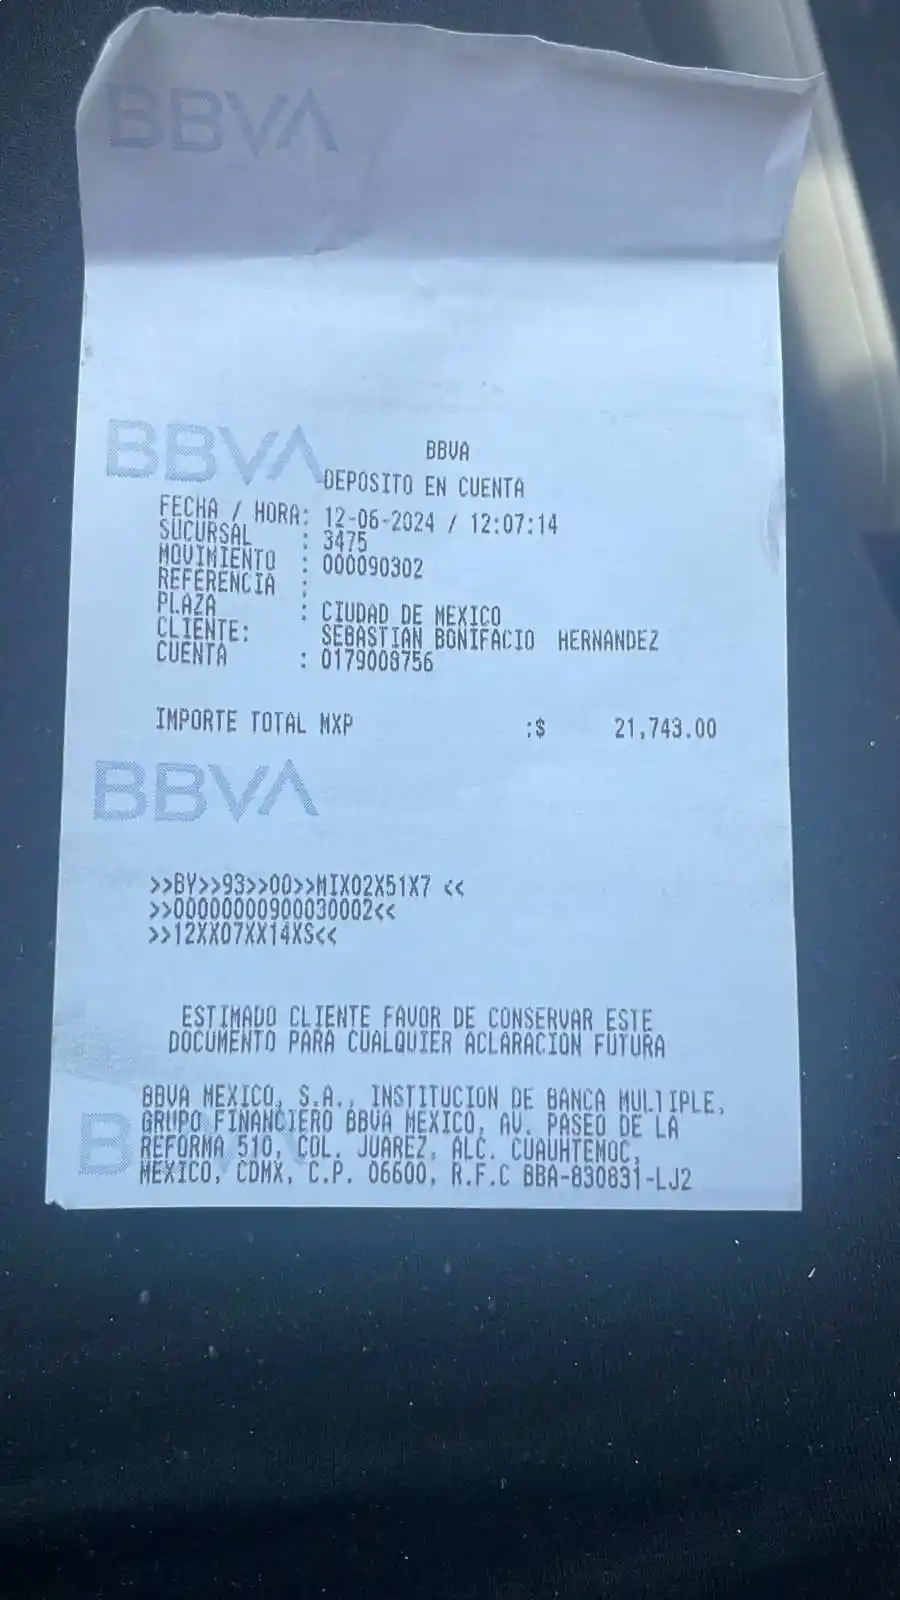 BBVA
BBVA
BBVA
DEPOSITO EN CUENTA
FECHA / HORA: 12-06-2024 / 12:07:14
SUCURSAL : 3475
MOVIMIENTO : 000090302
REFERENCIA :
PLAZA : CIUDAD DE MEXICO
CLIENTE: SEBASTIAN BONIFACIO HERNANDEZ
CUENTA : 0179008756
IMPORTE TOTAL MXP :$ 21,743.00
BBVA
>>BY>>93>>00>>MIX02X51X7 <<
>>00000000900030002<<
>>12XX07XX14XS<<
ESTIMADO CLIENTE FAVOR DE CONSERVAR ESTE
DOCUMENTO PARA CUALQUIER ACLARACION FUTURA
BBVA MEXICO, S.A., INSTITUCION DE BANCA MULTIPLE,
GRUPO FINANCIERO BBVA MEXICO, AV. PASEO DE LA
REFORMA 510, COL. JUAREZ, ALC. CUAUHTEMOC,
MEXICO, CDMX, C.P. 06600, R.F.C BBA-830831-LJ2